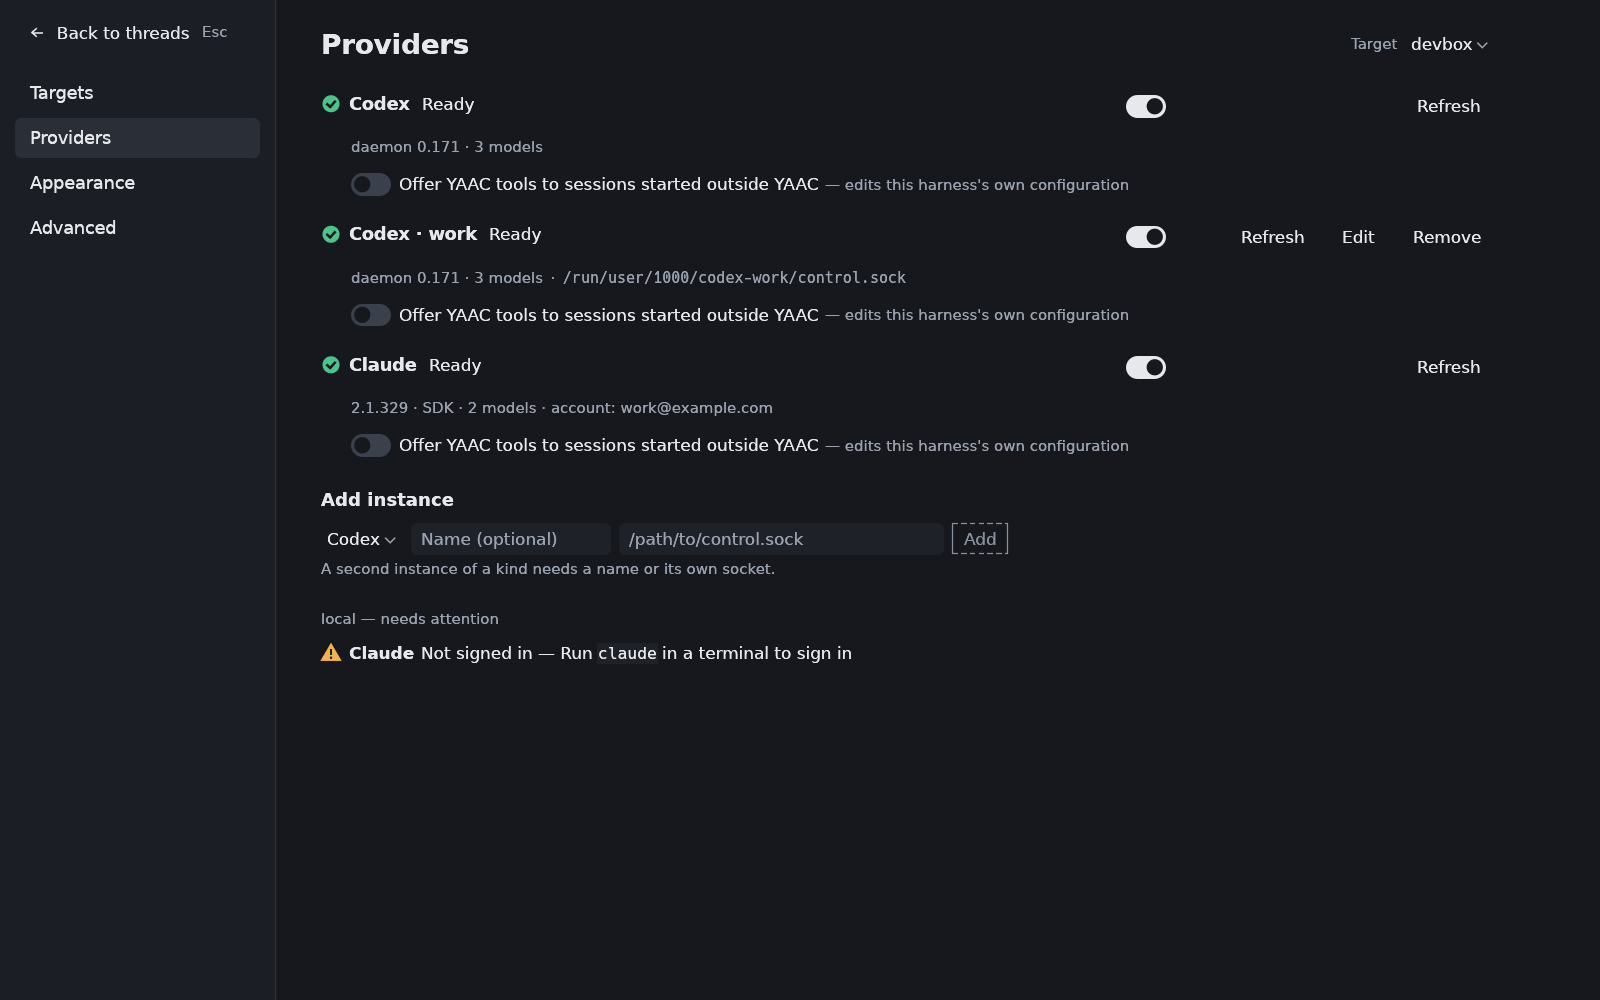 ← Back to threads Esc
Targets
Providers
Appearance
Advanced
Providers
Target devbox
Codex Ready
Refresh
daemon 0.171 · 3 models
Offer YAAC tools to sessions started outside YAAC — edits this harness's own configuration
Codex · work Ready
Refresh Edit Remove
daemon 0.171 · 3 models · /run/user/1000/codex-work/control.sock
Offer YAAC tools to sessions started outside YAAC — edits this harness's own configuration
Claude Ready
Refresh
2.1.329 · SDK · 2 models · account: work@example.com
Offer YAAC tools to sessions started outside YAAC — edits this harness's own configuration
Add instance
Codex Name (optional) /path/to/control.sock Add
A second instance of a kind needs a name or its own socket.
local — needs attention
Claude Not signed in — Run claude in a terminal to sign in